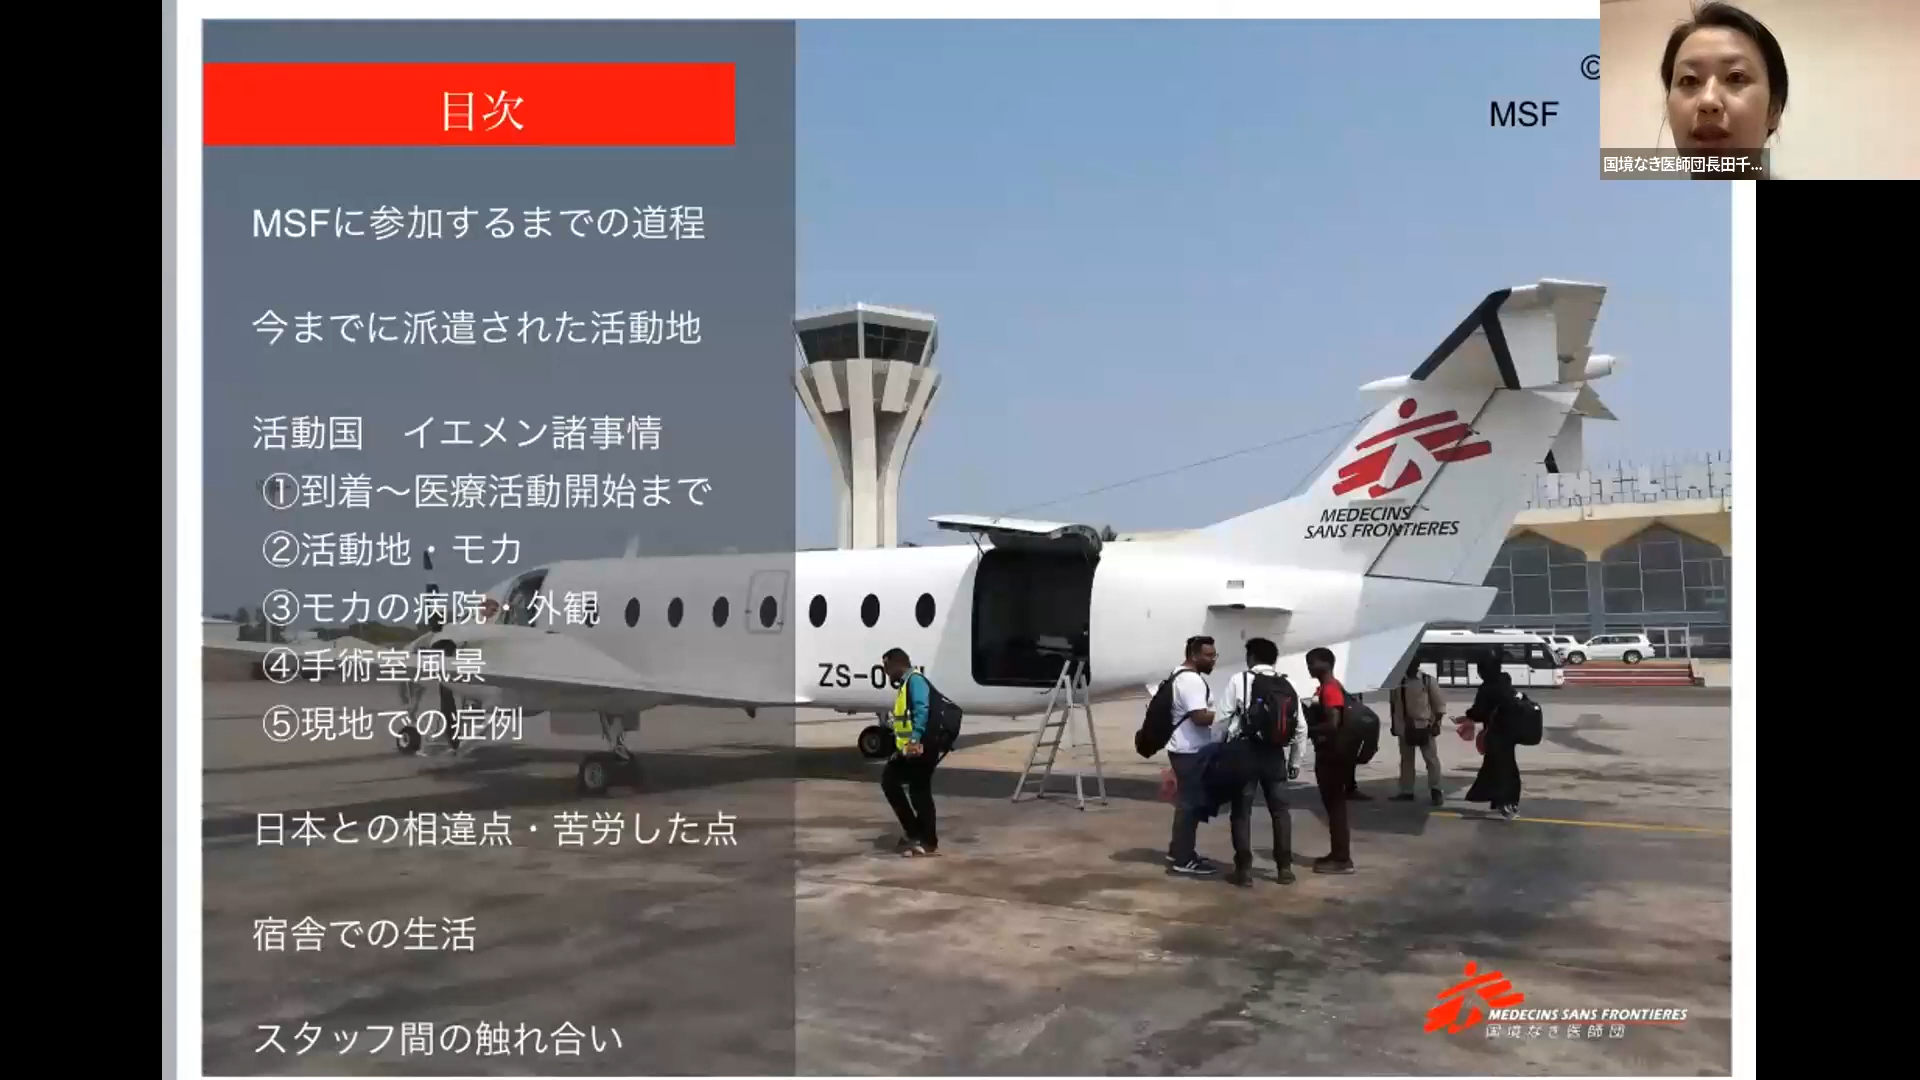 目次
MSFに参加するまでの道程
今までに派遣された活動地
活動国　イエメン諸事情
①到着〜医療活動開始まで
②活動地・モカ
③モカの病院・外観
④手術室風景
⑤現地での症例
日本との相違点・苦労した点
宿舎での生活
スタッフ間の触れ合い
©
MSF
国境なき医師団長田千...
MEDECINS
SANS FRONTIERES
ZS-O
MEDECINS SANS FRONTIERES
国境なき医師団